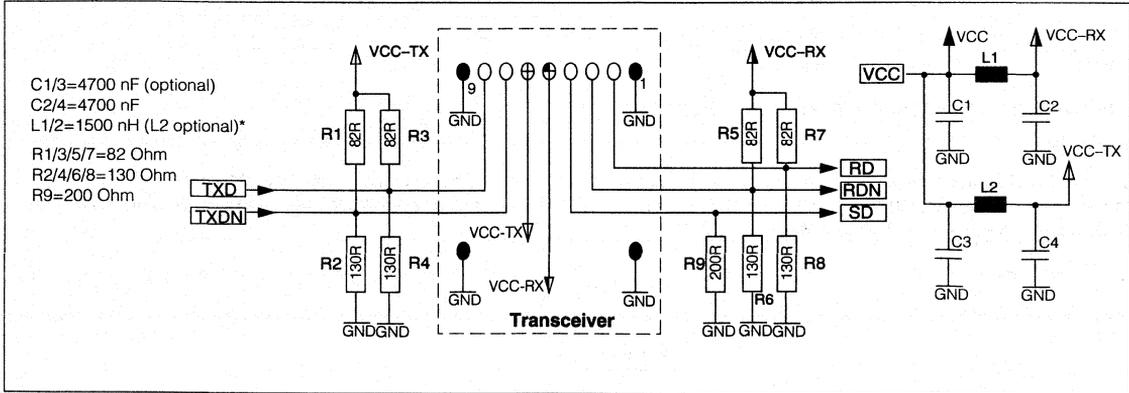 C1/3=4700 nF (optional)
C2/4=4700 nF
L1/2=1500 nH (L2 optional)*
R1/3/5/7=82 Ohm
R2/4/6/8=130 Ohm
R9=200 Ohm
TXD
TXDN
VCC–TX
R1
82R
82R
R3
R2
130R
130R
R4
GND
GND
9
1
GND
GND
VCC-TX
VCC-RX
GND
GND
Transceiver
VCC–RX
R5
82R
82R
R7
RD
RDN
SD
R9
200R
130R
R6
130R
R8
GND
GND
GND
VCC
VCC
L1
VCC–RX
C1
C2
GND
GND
VCC–TX
L2
C3
C4
GND
GND